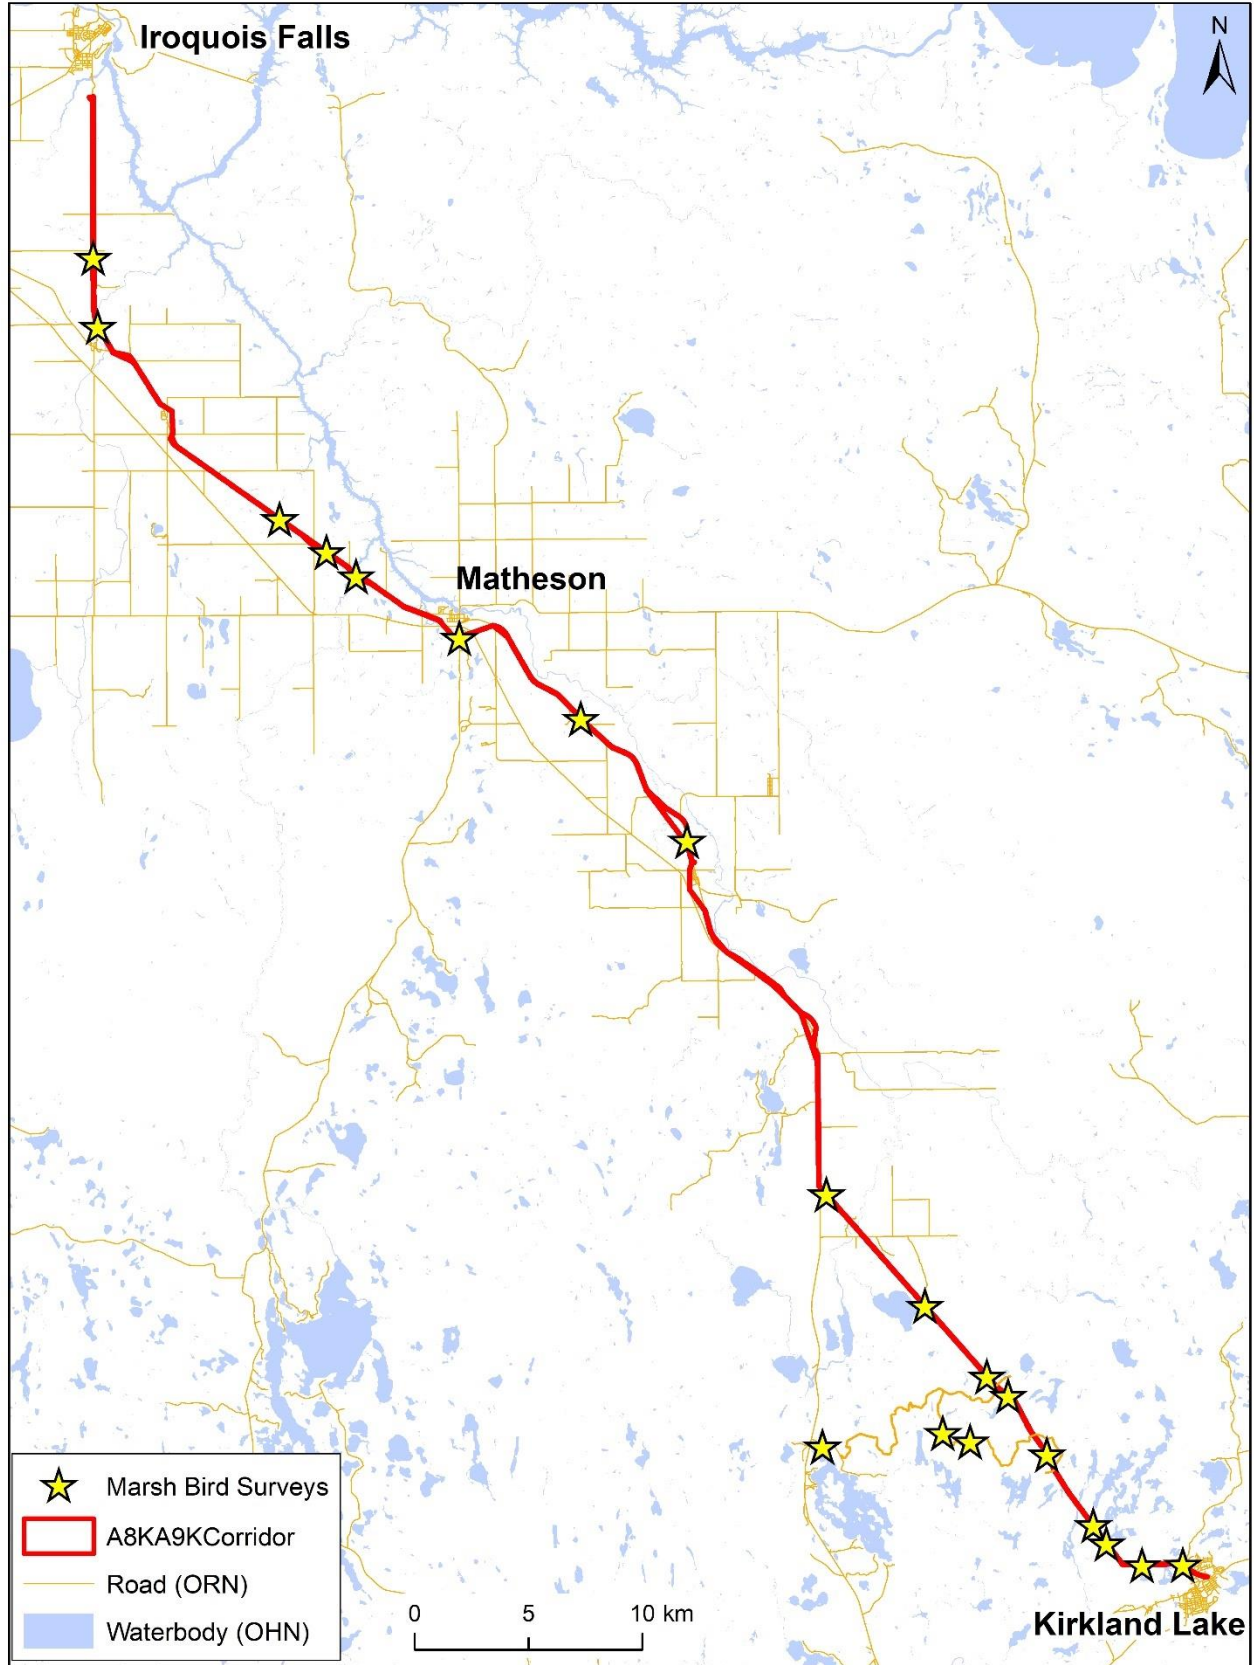 Iroquois Falls
N
Matheson
Marsh Bird Surveys
A8KA9KCorridor
Road (ORN)
Waterbody (OHN)
0 5 10 km
Kirkland Lake